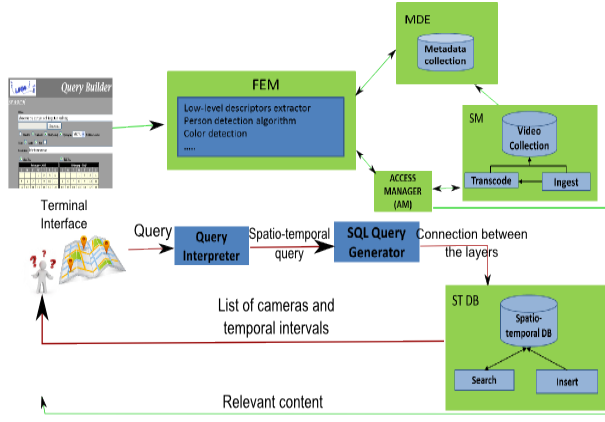 MDE
Metadata
collection
Query Builder
FEM
Low-level descriptors extractor
Person detection algorithm
Color detection
.....
SM
Video
Collection
Transcode
Ingest
ACCESS
MANAGER
(AM)
Terminal
Interface
Query
Query
Interpreter
Spatio-temporal
query
SQL Query
Generator
Connection between
the layers
ST DB
Spatio-
temporal DB
Search
Insert
List of cameras and
temporal intervals
Relevant content